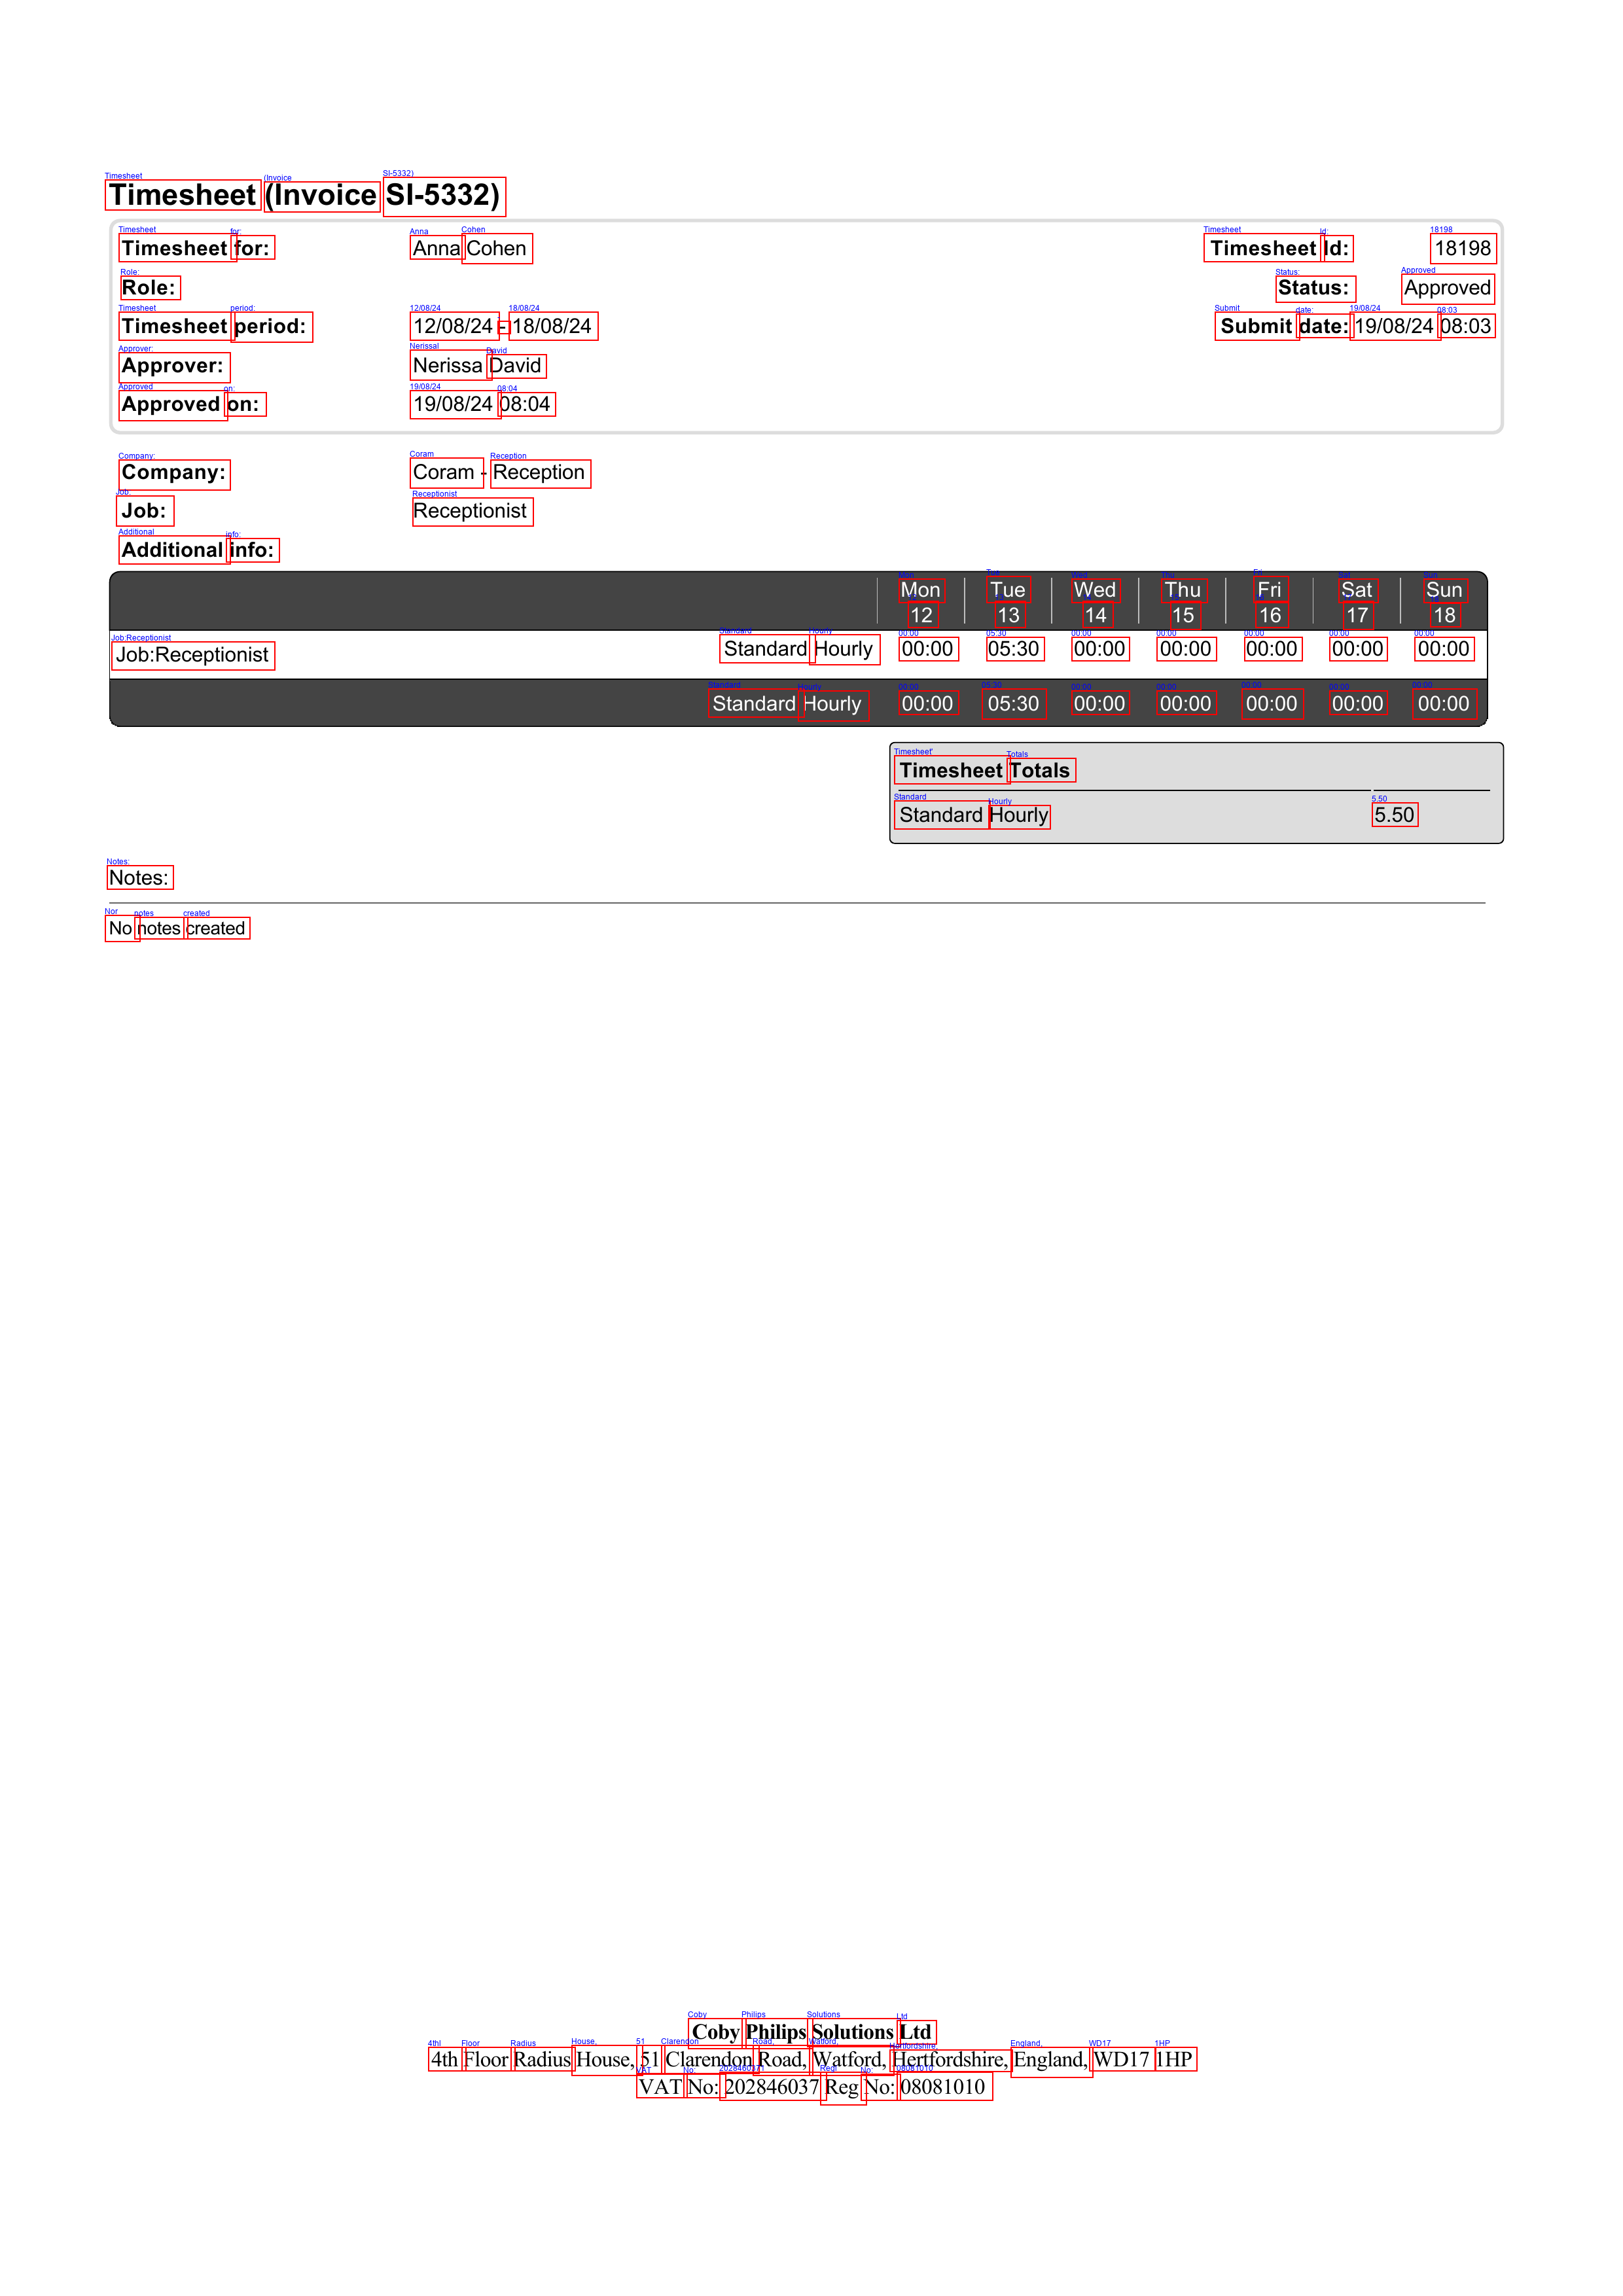 Timesheet (Invoice SI-5332)
Timesheet for: Anna Cohen Timesheet Id: 18198
Role: Status: Approved
Timesheet period: 12/08/24 - 18/08/24 Submit date: 19/08/24 08:03
Approver: Nerissa David
Approved on: 19/08/24 08:04
Company: Coram - Reception
Job: Receptionist
Additional info:
Mon Tue Wed Thu Fri Sat Sun
12 13 14 15 16 17 18
Job:Receptionist Standard Hourly 00:00 05:30 00:00 00:00 00:00 00:00 00:00
Standard Hourly 00:00 05:30 00:00 00:00 00:00 00:00 00:00
Timesheet Totals
Standard Hourly 5.50
Notes:
No notes created
Coby Philips Solutions Ltd
4th Floor Radius House, 51 Clarendon Road, Watford, Hertfordshire, England, WD17 1HP
VAT No: 202846037 Reg No: 08081010